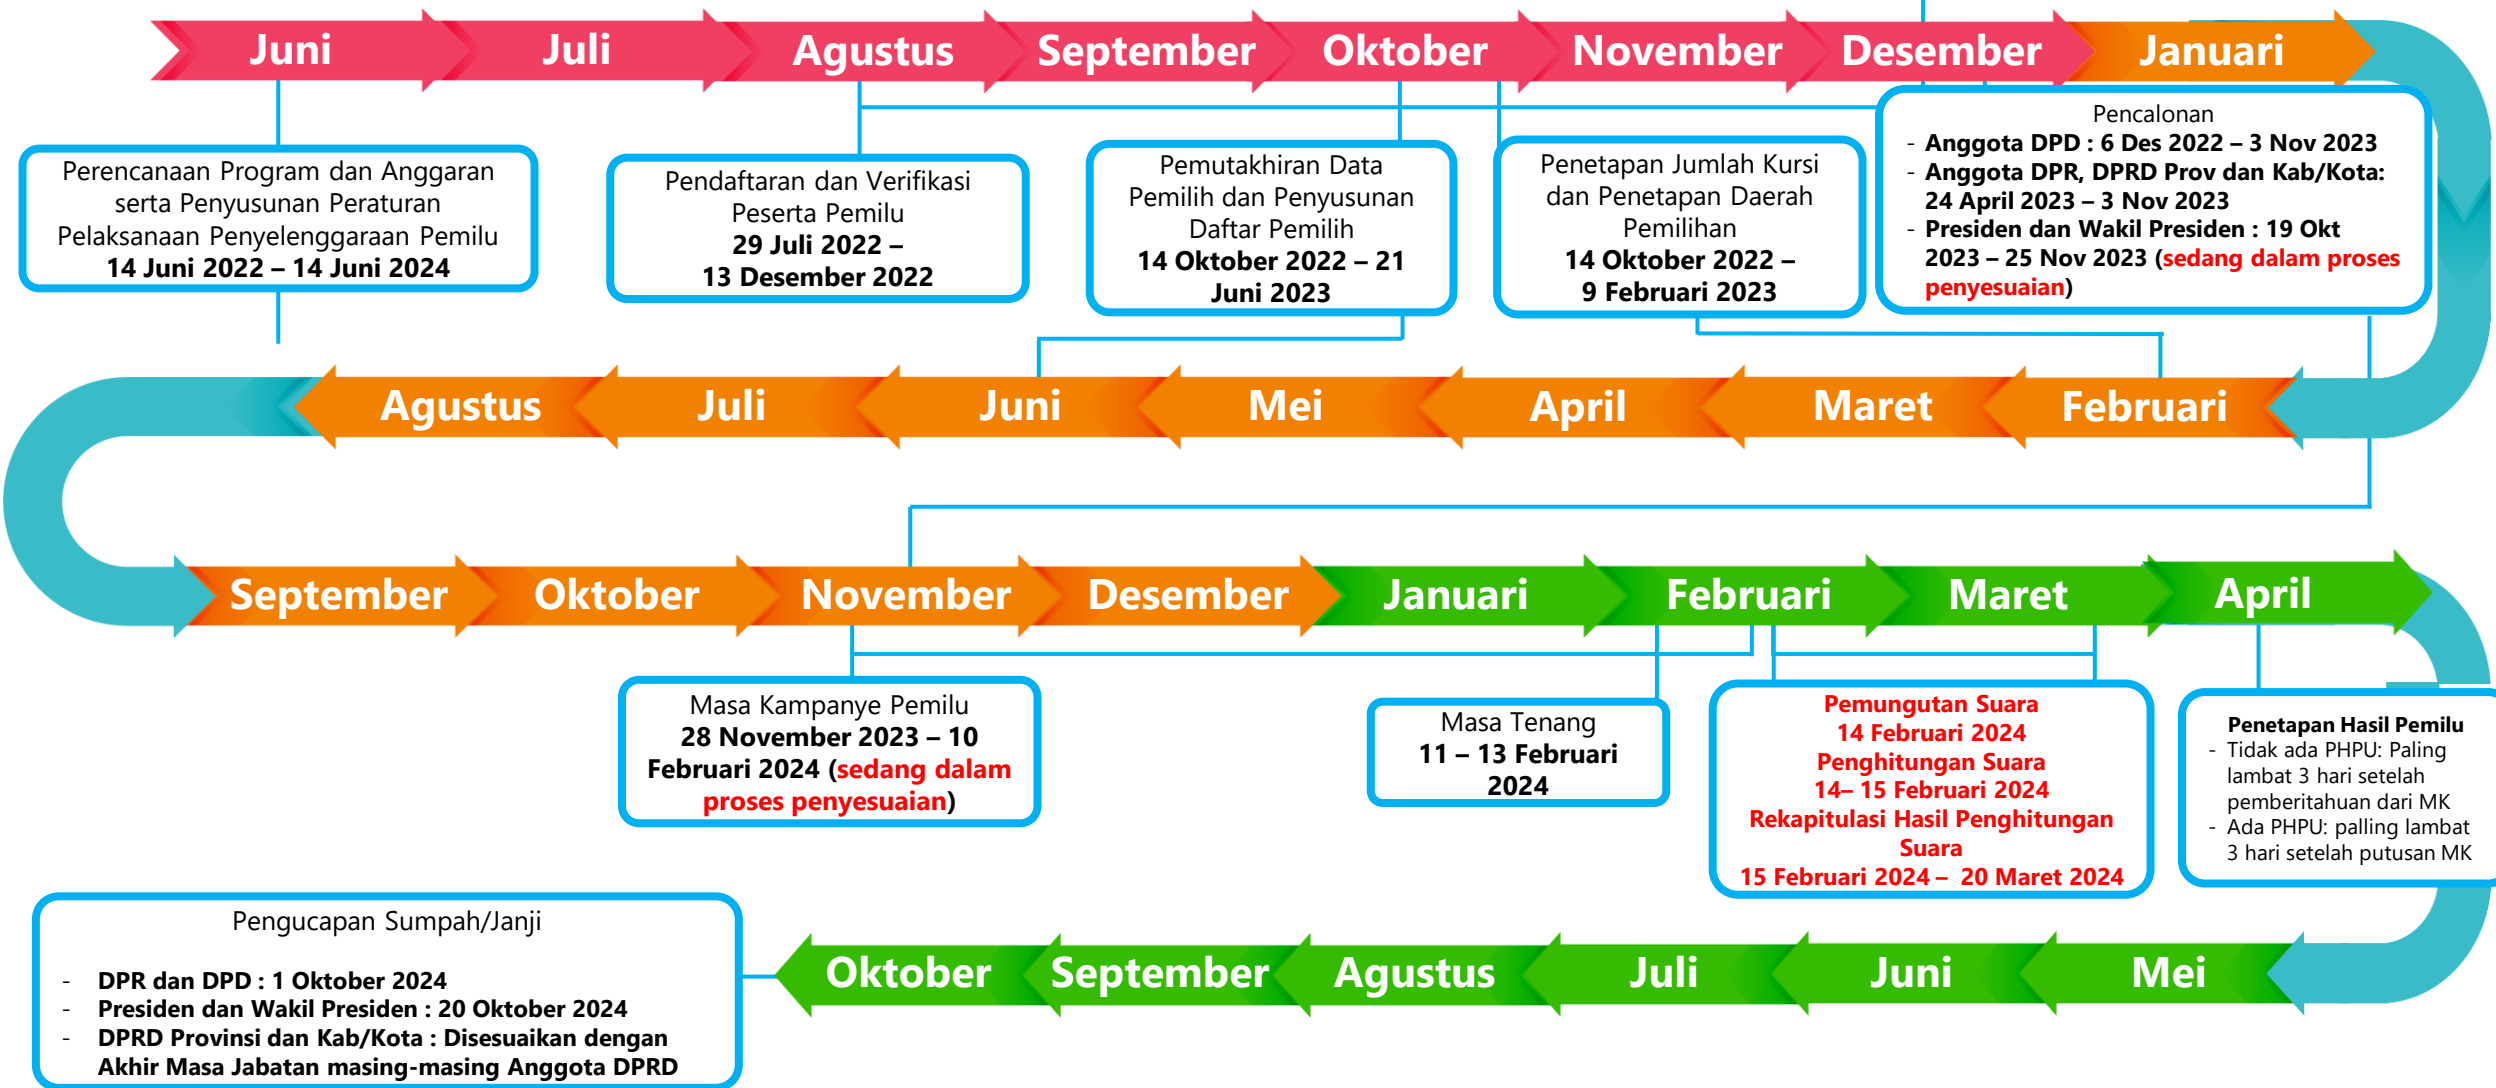 Juni
Juli
Agustus
September
Oktober
November
Desember
Januari
Perencanaan Program dan Anggaran
serta Penyusunan Peraturan
Pelaksanaan Penyelenggaraan Pemilu
14 Juni 2022 – 14 Juni 2024
Pendaftaran dan Verifikasi
Peserta Pemilu
29 Juli 2022 –
13 Desember 2022
Pemutakhiran Data
Pemilih dan Penyusunan
Daftar Pemilih
14 Oktober 2022 – 21
Juni 2023
Penetapan Jumlah Kursi
dan Penetapan Daerah
Pemilihan
14 Oktober 2022 –
9 Februari 2023
Pencalonan
- Anggota DPD : 6 Des 2022 – 3 Nov 2023
- Anggota DPR, DPRD Prov dan Kab/Kota:
24 April 2023 – 3 Nov 2023
- Presiden dan Wakil Presiden : 19 Okt
2023 – 25 Nov 2023 (sedang dalam proses
penyesuaian)
Agustus
Juli
Juni
Mei
April
Maret
Februari
September
Oktober
November
Desember
Januari
Februari
Maret
April
Masa Kampanye Pemilu
28 November 2023 – 10
Februari 2024 (sedang dalam
proses penyesuaian)
Masa Tenang
11 – 13 Februari
2024
Pemungutan Suara
14 Februari 2024
Penghitungan Suara
14– 15 Februari 2024
Rekapitulasi Hasil Penghitungan
Suara
15 Februari 2024 – 20 Maret 2024
Penetapan Hasil Pemilu
- Tidak ada PHPU: Paling
lambat 3 hari setelah
pemberitahuan dari MK
- Ada PHPU: palling lambat
3 hari setelah putusan MK
Pengucapan Sumpah/Janji
- DPR dan DPD : 1 Oktober 2024
- Presiden dan Wakil Presiden : 20 Oktober 2024
- DPRD Provinsi dan Kab/Kota : Disesuaikan dengan
Akhir Masa Jabatan masing-masing Anggota DPRD
Oktober
September
Agustus
Juli
Juni
Mei